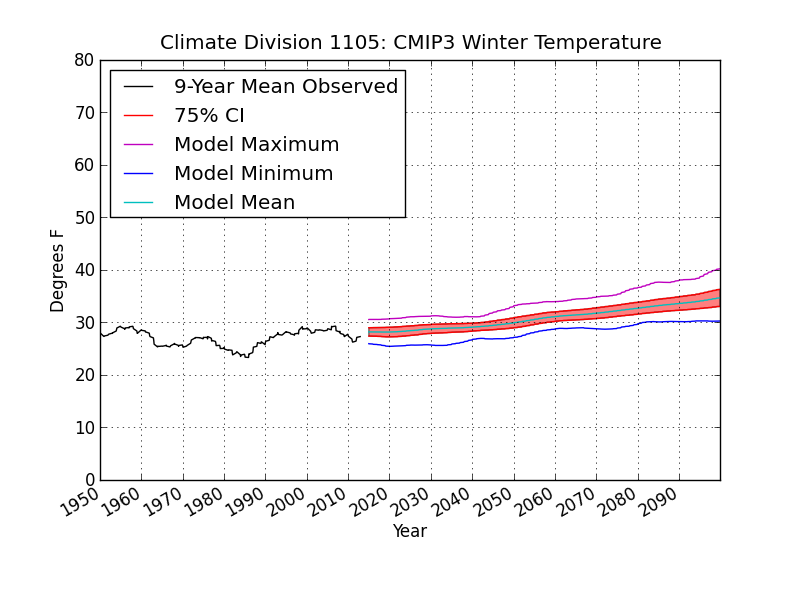 Climate Division 1105: CMIP3 Winter Temperature
80
70
60
50
40
30
20
10
0
Degrees F
9-Year Mean Observed
75% CI
Model Maximum
Model Minimum
Model Mean
1950 1960 1970 1980 1990 2000 2010 2020 2030 2040 2050 2060 2070 2080 2090
Year